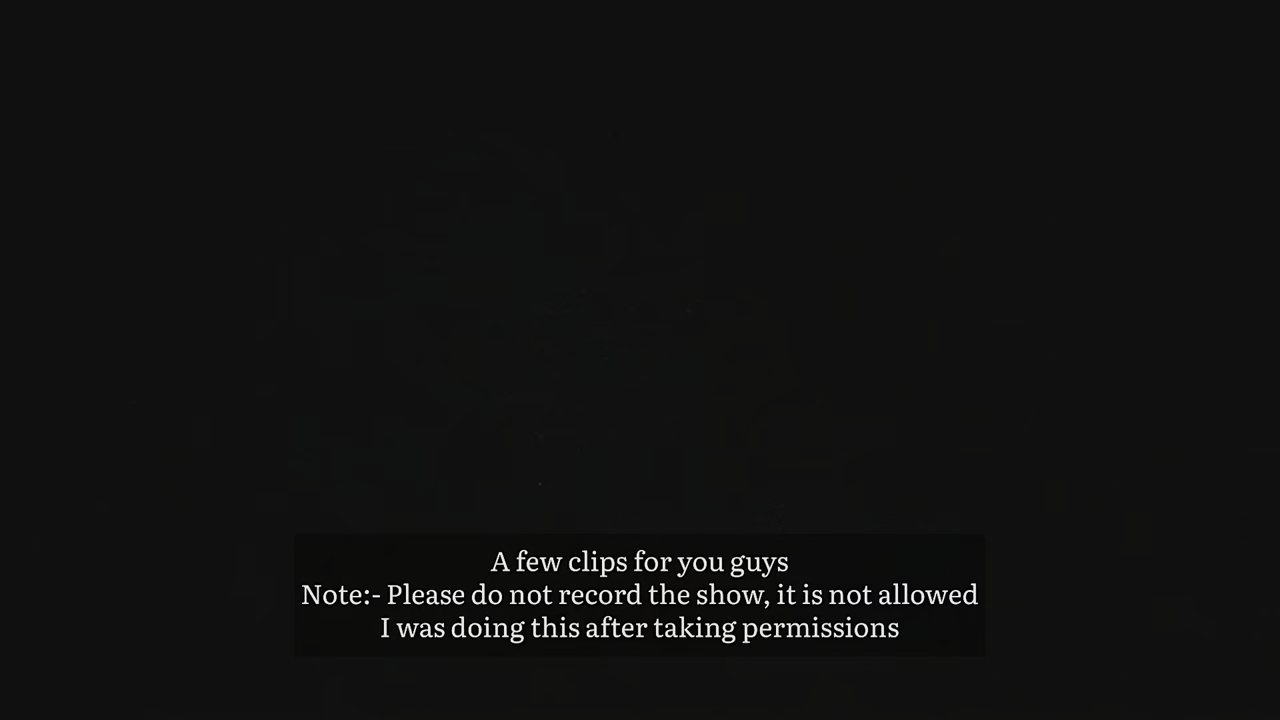 A few clips for you guys
Note:- Please do not record the show, it is not allowed
I was doing this after taking permissions